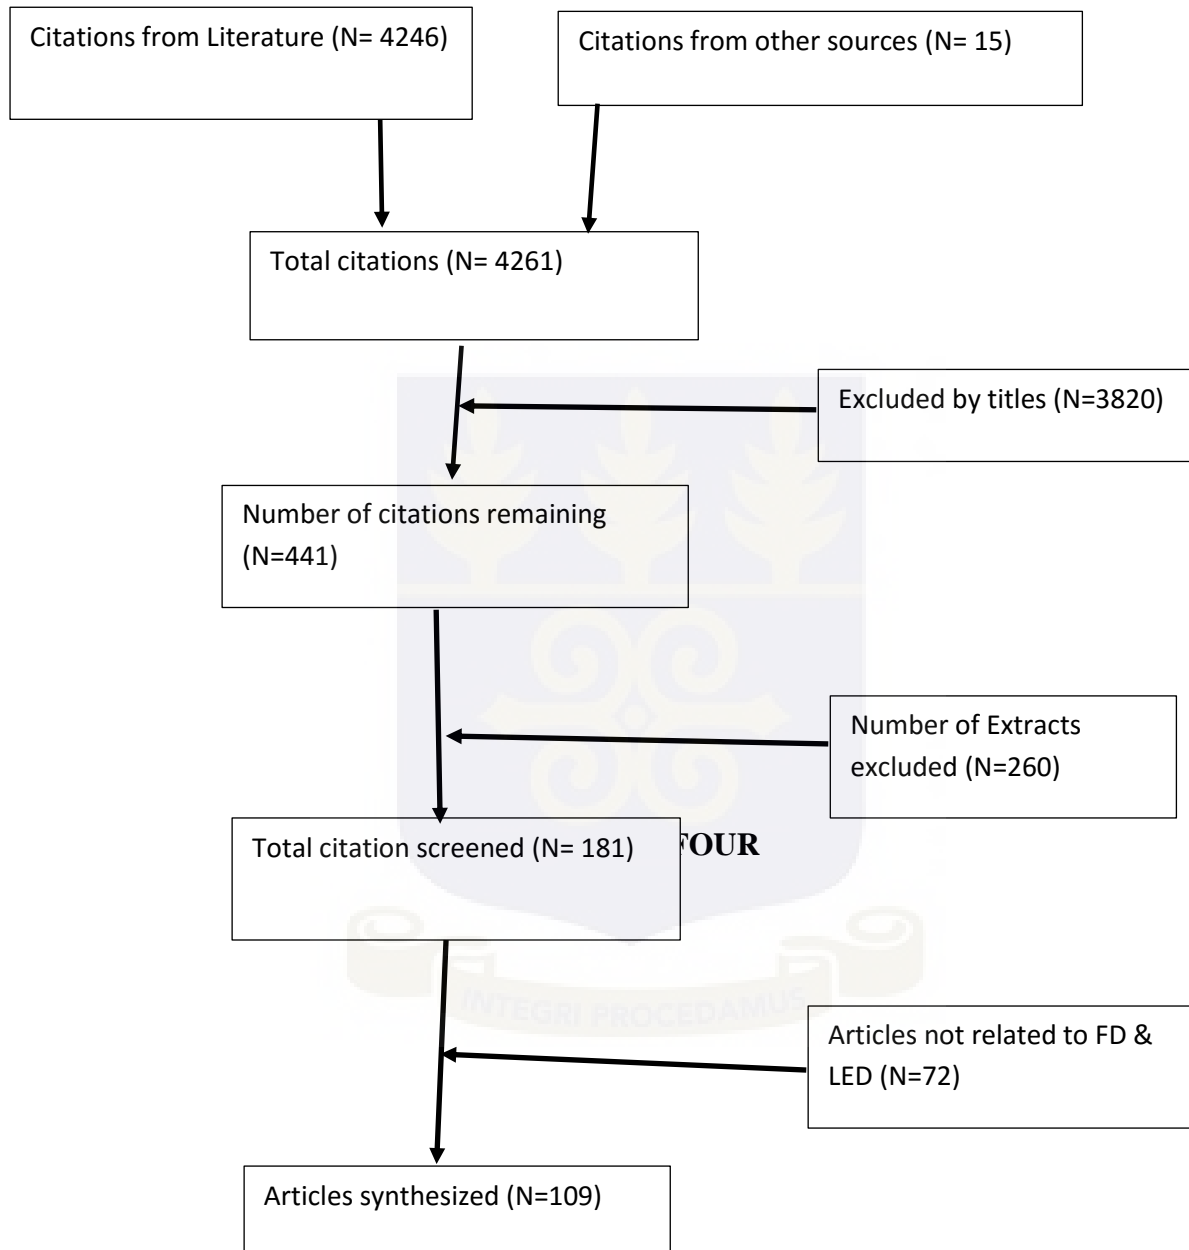 Citations from Literature (N= 4246)
Citations from other sources (N= 15)
Total citations (N= 4261)
Excluded by titles (N=3820)
Number of citations remaining
(N=441)
Number of Extracts
excluded (N=260)
Total citation screened (N= 181)
FOUR
INTEGRI PROCEDAMUS
Articles not related to FD &
LED (N=72)
Articles synthesized (N=109)